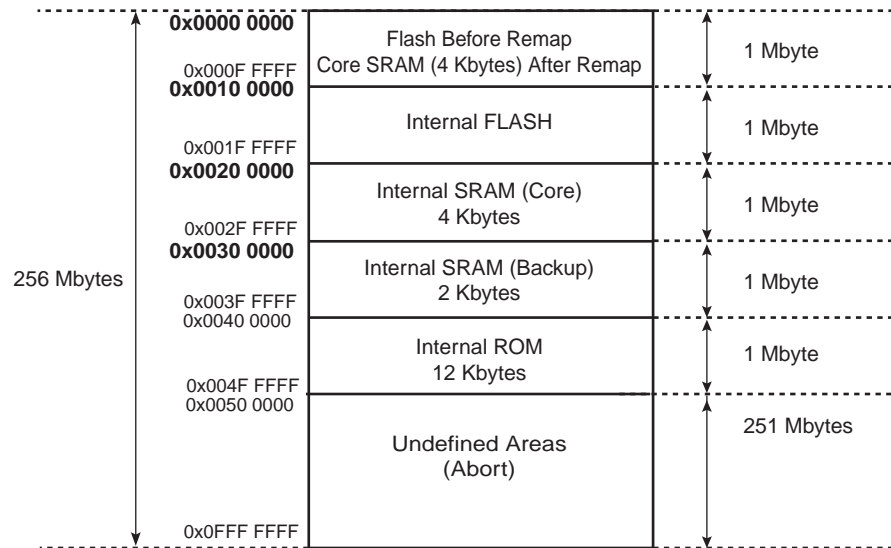 0x0000 0000
Flash Before Remap
Core SRAM (4 Kbytes) After Remap
1 Mbyte
0x000F FFFF
0x0010 0000
Internal FLASH
1 Mbyte
0x001F FFFF
0x0020 0000
Internal SRAM (Core)
4 Kbytes
1 Mbyte
0x002F FFFF
0x0030 0000
256 Mbytes
Internal SRAM (Backup)
2 Kbytes
1 Mbyte
0x003F FFFF
0x0040 0000
Internal ROM
12 Kbytes
1 Mbyte
0x004F FFFF
0x0050 0000
251 Mbytes
Undefined Areas
(Abort)
0x0FFF FFFF